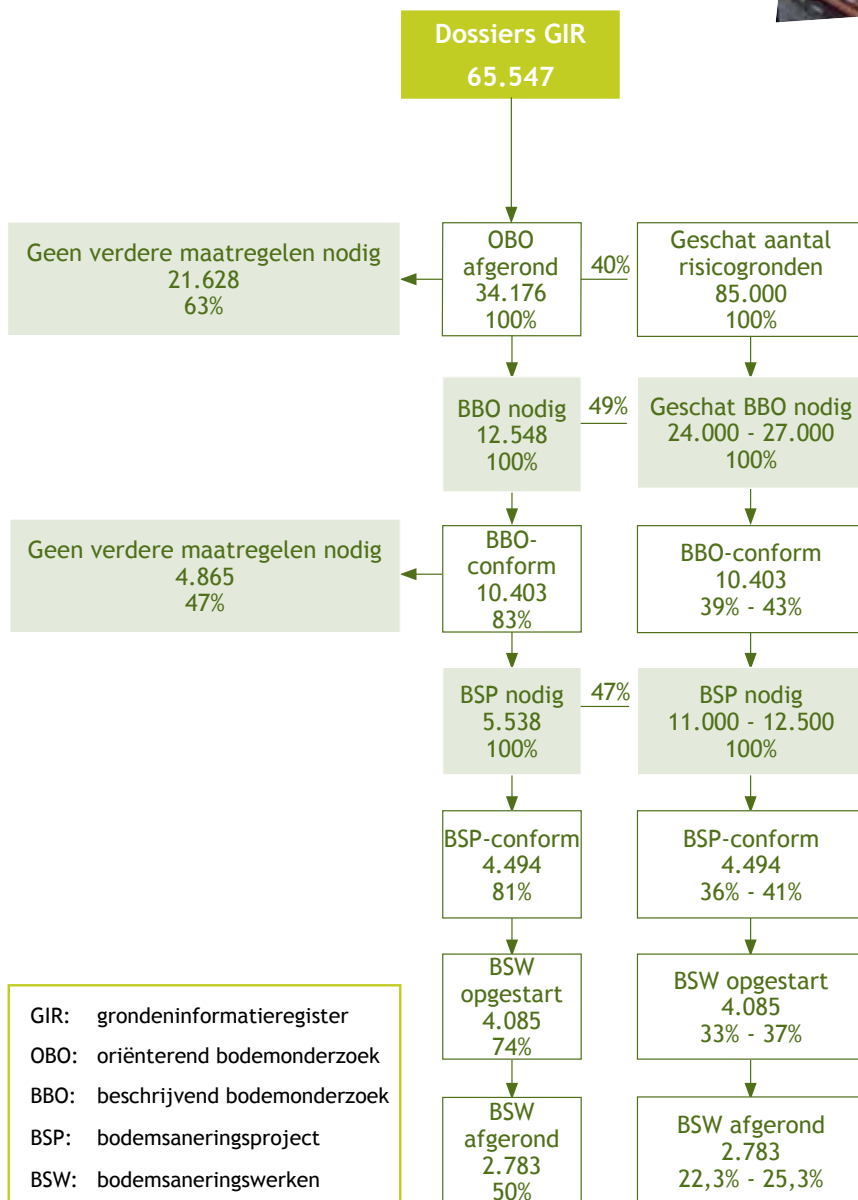 Dossiers GIR
65.547
Geen verdere maatregelen nodig
21.628
63%
OBO
afgerond
34.176
100%
40%
Geschat aantal
risicogronden
85.000
100%
BBO nodig
12.548
100%
49%
Geschat BBO nodig
24.000 - 27.000
100%
Geen verdere maatregelen nodig
4.865
47%
BBO-
conform
10.403
83%
BBO-conform
10.403
39% - 43%
BSP nodig
5.538
100%
47%
BSP nodig
11.000 - 12.500
100%
BSP-conform
4.494
81%
BSP-conform
4.494
36% - 41%
BSW
opgestart
4.085
74%
BSW opgestart
4.085
33% - 37%
BSW
afgerond
2.783
50%
BSW afgerond
2.783
22,3% - 25,3%
GIR: grondeninformatieregister
OBO: oriënterend bodemonderzoek
BBO: beschrijvend bodemonderzoek
BSP: bodemsaneringsproject
BSW: bodemsaneringswerken